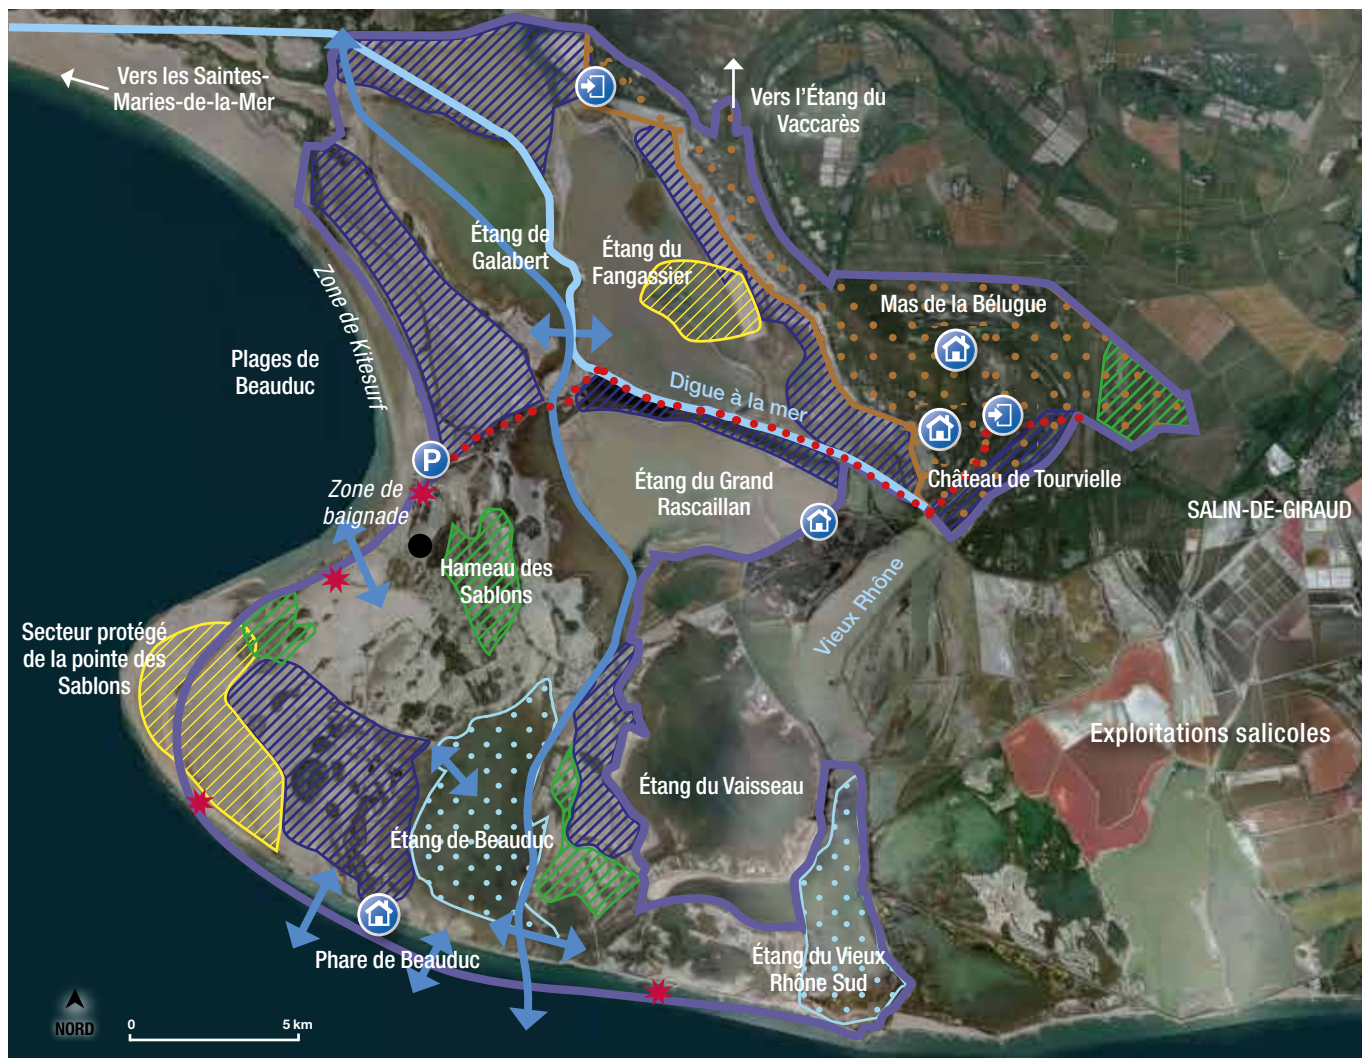 Vers les Saintes-
Maries-de-la-Mer
Vers l'Étang du
Vaccarès
Étang de
Galabert
Étang du
Fangassier
Zone de Kitesurf
Mas de la Bélugue
Plages de
Beauduc
Digue à la mer
P
Zone de
baignade
Étang du Grand
Rascaillan
Château de Tourvielle
SALIN-DE-GIRAUD
Hameau des
Sablons
Vieux Rhône
Secteur protégé
de la pointe des
Sablons
Exploitations salicoles
Étang du Vaisseau
Étang de Beauduc
Phare de Beauduc
Étang du Vieux
Rhône Sud
NORD
0 5 km